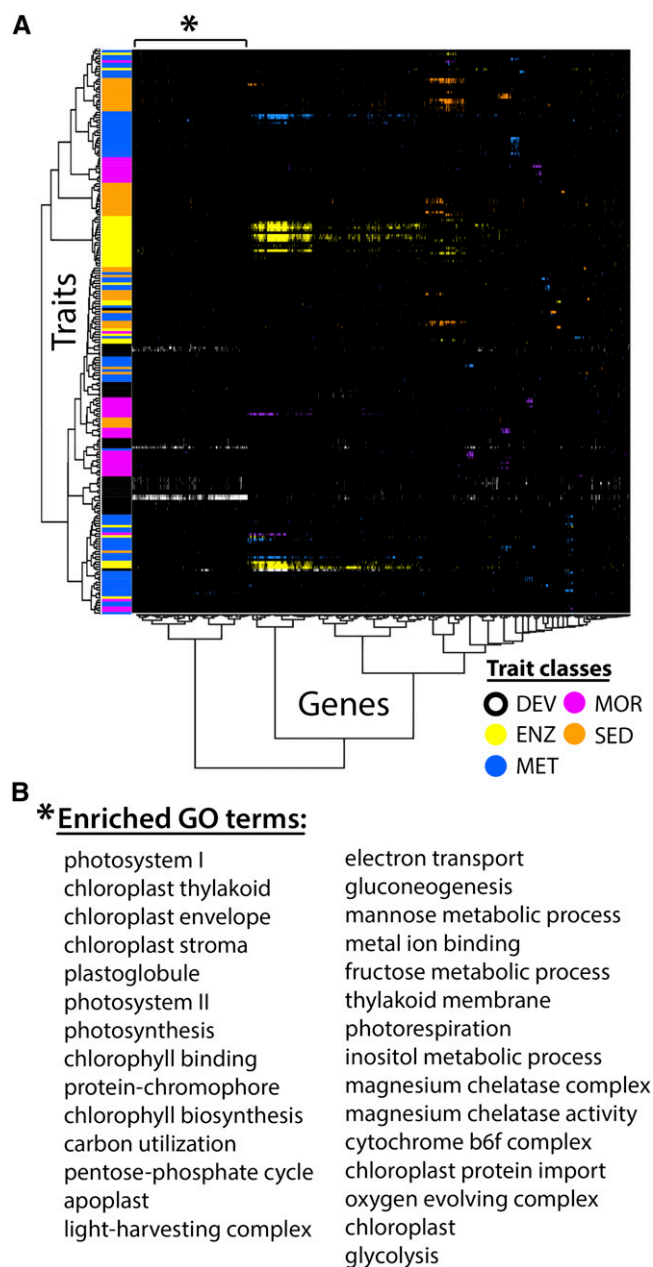 A
*
Traits
Genes
Trait classes
DEV
MOR
ENZ
SED
MET
B
*Enriched GO terms:
photosystem I
chloroplast thylakoid
chloroplast envelope
chloroplast stroma
plastoglobule
photosystem II
photosynthesis
chlorophyll binding
protein-chromophore
chlorophyll biosynthesis
carbon utilization
pentose-phosphate cycle
apoplast
light-harvesting complex
electron transport
gluconeogenesis
mannose metabolic process
metal ion binding
fructose metabolic process
thylakoid membrane
photorespiration
inositol metabolic process
magnesium chelatase complex
magnesium chelatase activity
cytochrome b6f complex
chloroplast protein import
oxygen evolving complex
chloroplast
glycolysis